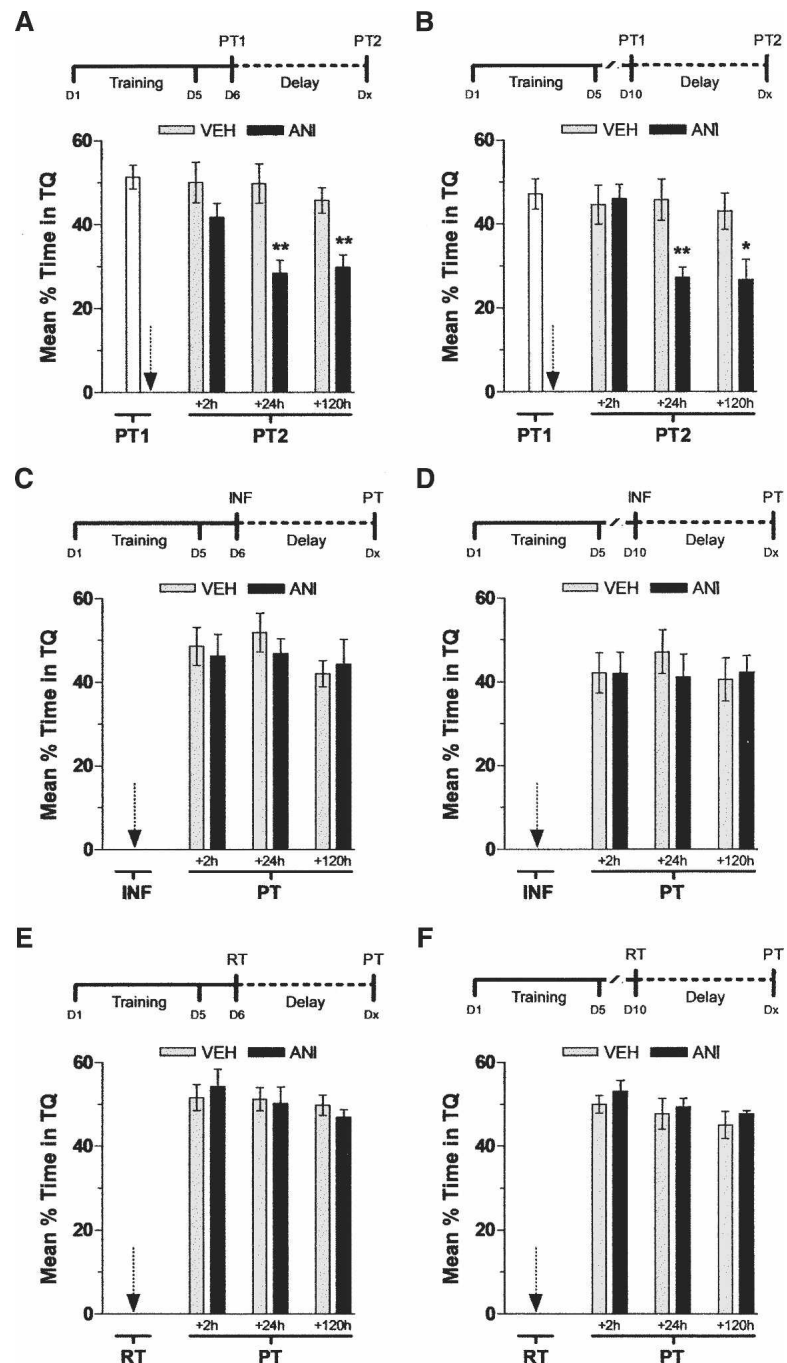 A
PT1 PT2
Training Delay
D1 D5 D6 Dx
VEH ANI
60
40
20
0
Mean % Time in TQ
** **
+2h +24h +120h
PT1 PT2
B
PT1 PT2
Training Delay
D1 D5 D10 Dx
VEH ANI
60
40
20
0
Mean % Time in TQ
** *
+2h +24h +120h
PT1 PT2
C
INF PT
Training Delay
D1 D5 D6 Dx
VEH ANI
60
40
20
0
Mean % Time in TQ
+2h +24h +120h
INF PT
D
INF PT
Training Delay
D1 D5 D10 Dx
VEH ANI
60
40
20
0
Mean % Time in TQ
+2h +24h +120h
INF PT
E
RT PT
Training Delay
D1 D5 D6 Dx
VEH ANI
60
40
20
0
Mean % Time in TQ
+2h +24h +120h
RT PT
F
RT PT
Training Delay
D1 D5 D10 Dx
VEH ANI
60
40
20
0
Mean % Time in TQ
+2h +24h +120h
RT PT